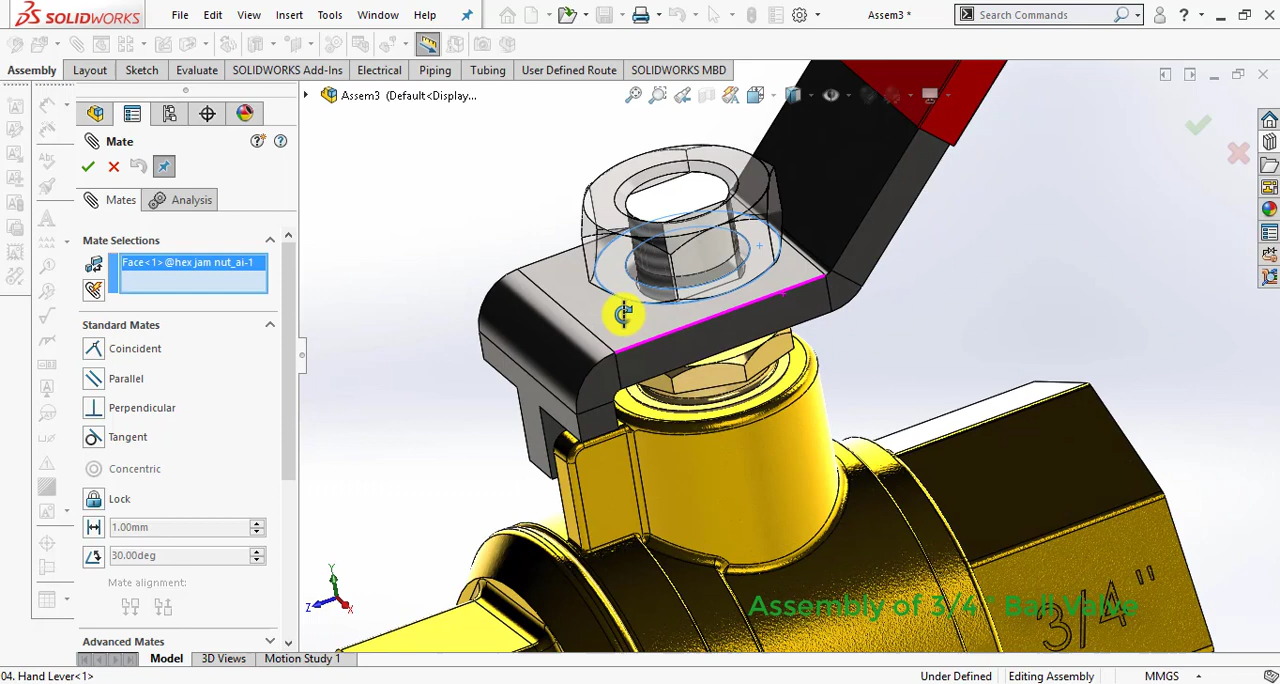 SOLIDWORKS File Edit View Insert Tools Window Help Assem3 * Search Commands ?
Assembly Layout Sketch Evaluate SOLIDWORKS Add-Ins Electrical Piping Tubing User Defined Route SOLIDWORKS MBD
Assem3 (Default<Display...
Mate
Mates Analysis
Mate Selections
Face<1>@hex jam nut_ai-1
Standard Mates
Coincident
Parallel
Perpendicular
Tangent
Concentric
Lock
1.00mm
30.00deg
Mate alignment:
Advanced Mates
Y
Z X
Assembly of 3/4 " Ball Valve
3/4"
Model 3D Views Motion Study 1
04. Hand Lever<1> Under Defined Editing Assembly MMGS